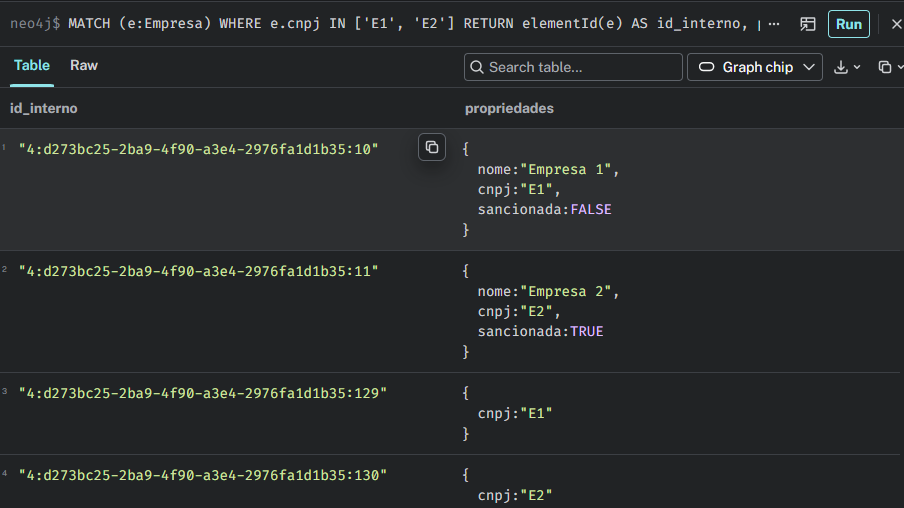 neo4j$ MATCH (e:Empresa) WHERE e.cnpj IN ['E1', 'E2'] RETURN elementId(e) AS id_interno, p ... Run
Table Raw Search table... Graph chip
id_interno propriedades
1 "4:d273bc25-2ba9-4f90-a3e4-2976fa1d1b35:10" {
nome:"Empresa 1",
cnpj:"E1",
sancionada:FALSE
}
2 "4:d273bc25-2ba9-4f90-a3e4-2976fa1d1b35:11" {
nome:"Empresa 2",
cnpj:"E2",
sancionada:TRUE
}
3 "4:d273bc25-2ba9-4f90-a3e4-2976fa1d1b35:129" {
cnpj:"E1"
}
4 "4:d273bc25-2ba9-4f90-a3e4-2976fa1d1b35:130" {
cnpj:"E2"